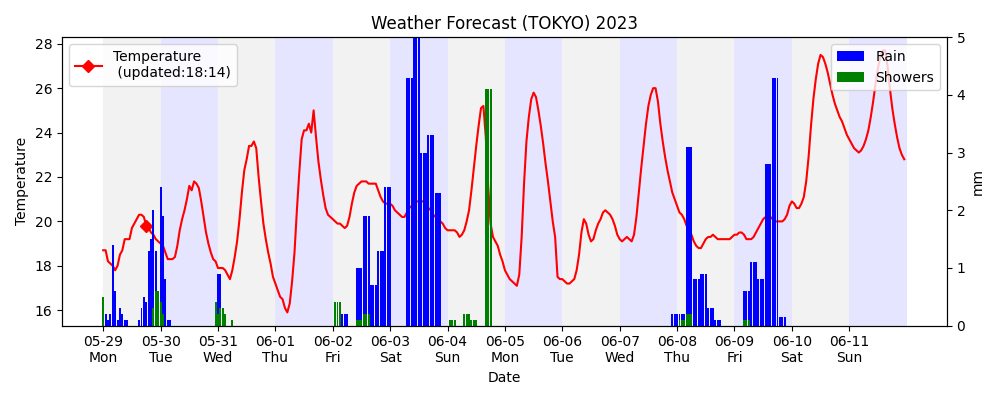 Weather Forecast (TOKYO) 2023
Temperature
(updated:18:14)
Rain
Showers
28
26
24
22
20
18
16
Temperature
5
4
3
2
1
0
mm
05-29 05-30 05-31 06-01 06-02 06-03 06-04 06-05 06-06 06-07 06-08 06-09 06-10 06-11
Mon Tue Wed Thu Fri Sat Sun Mon Tue Wed Thu Fri Sat Sun
Date